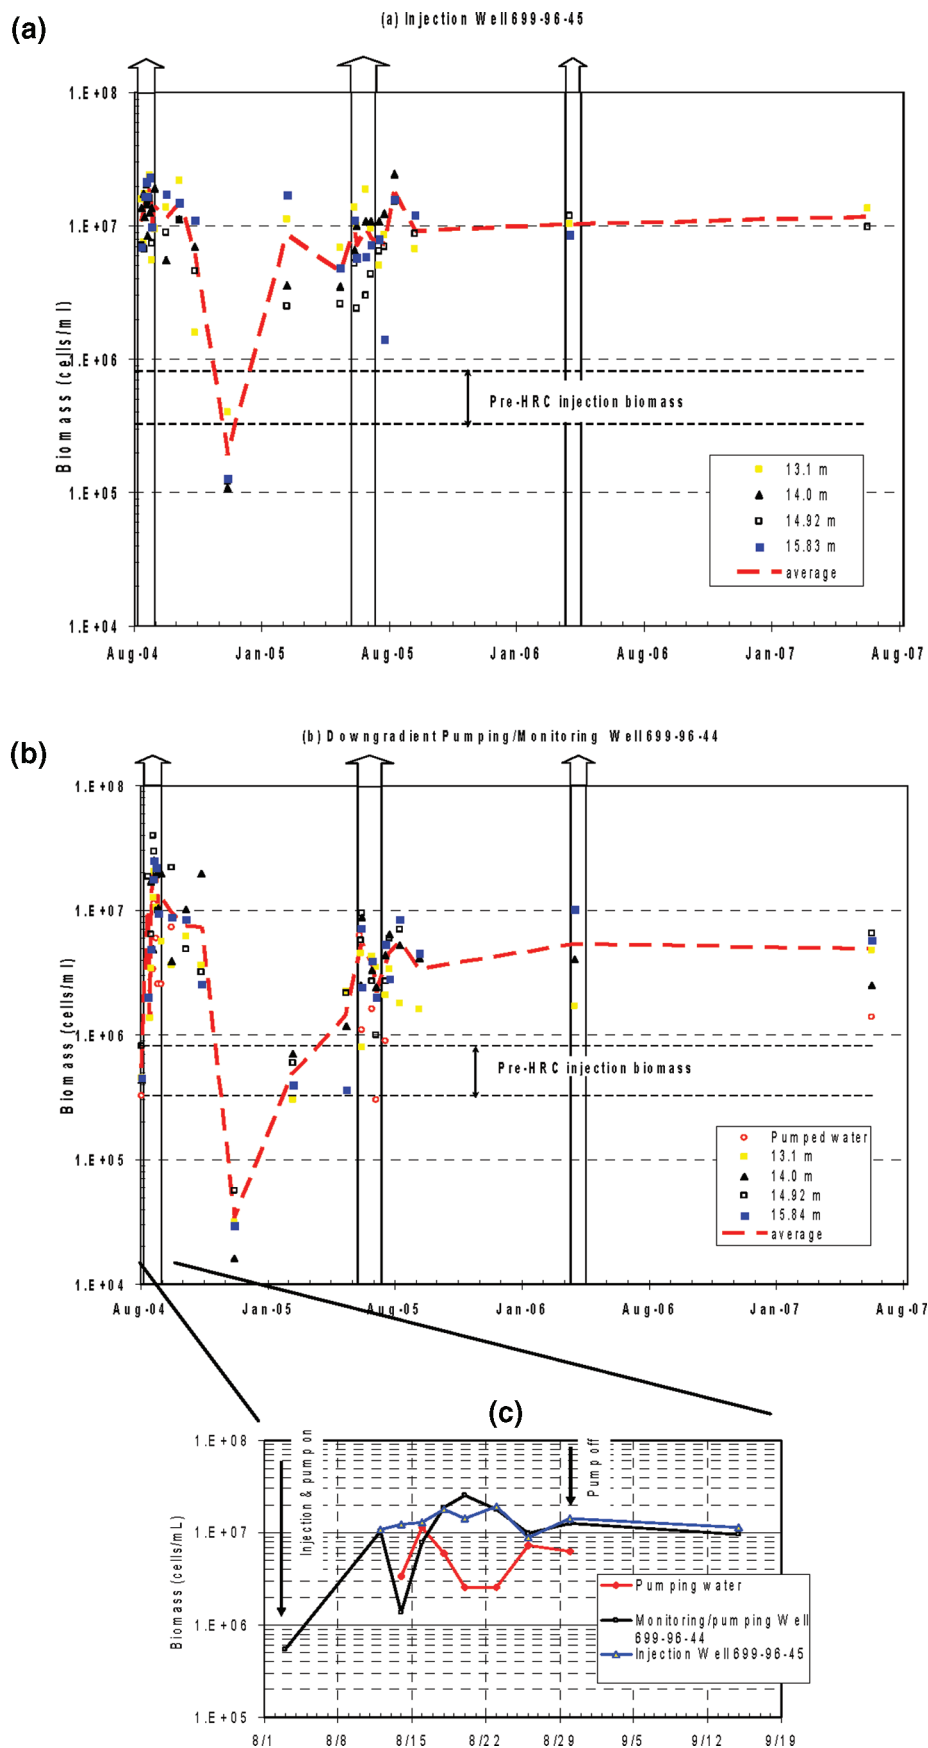 (a)
(a) Injection Well 699-96-45
1.E+08
1.E+07
1.E+06
1.E+05
1.E+04
Biomass (cells/ml)
Pre-HRC injection biomass
13.1 m
14.0 m
14.92 m
15.83 m
average
Aug-04 Jan-05 Aug-05 Jan-06 Aug-06 Jan-07 Aug-07
(b)
(b) Downgradient Pumping/Monitoring Well 699-96-44
1.E+08
1.E+07
1.E+06
1.E+05
1.E+04
Biomass (cells/ml)
Pre-HRC injection biomass
Pumped water
13.1 m
14.0 m
14.92 m
15.84 m
average
Aug-04 Jan-05 Aug-05 Jan-06 Aug-06 Jan-07 Aug-07
(c)
1.E+08
1.E+07
1.E+06
1.E+05
Biomass (cells/mL)
Injection & pump on
Pump off
Pumping water
Monitoring/pumping Well
699-96-44
Injection Well 699-96-45
8/1 8/8 8/15 8/22 8/29 9/5 9/12 9/19